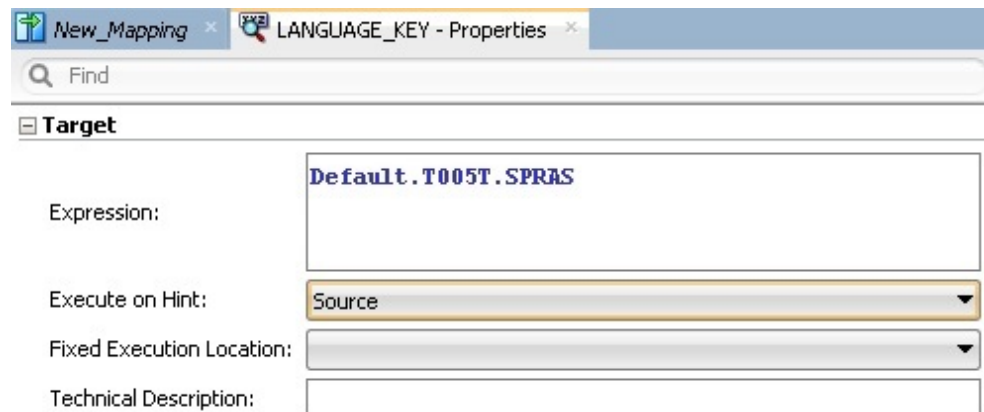 New_Mapping LANGUAGE_KEY - Properties
Find
Target
Default.T005T.SPRAS
Expression:
Execute on Hint: Source
Fixed Execution Location:
Technical Description: